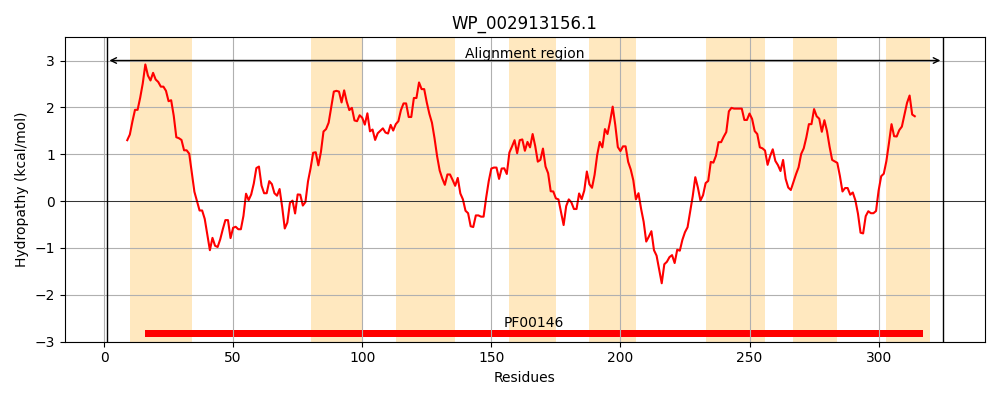 WP_002913156.1
Alignment region
3
2
1
0
−1
−2
−3
Hydropathy (kcal/mol)
PF00146
0 50 100 150 200 250 300
Residues